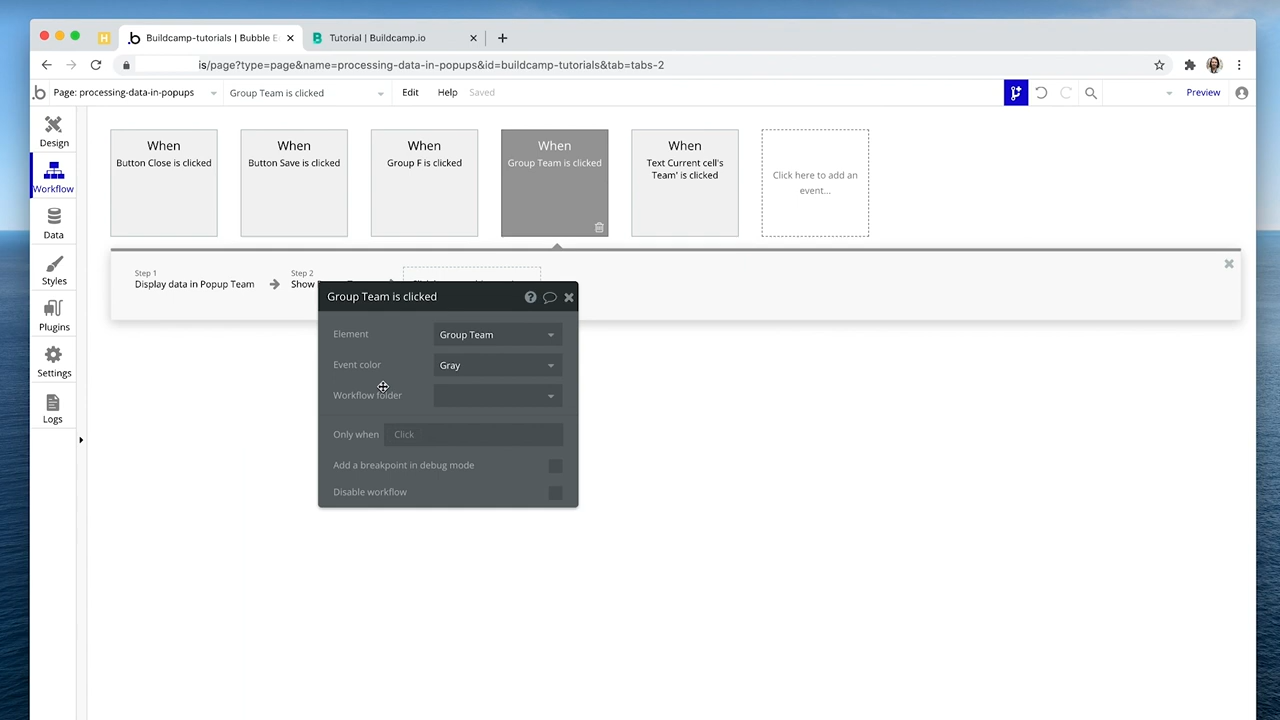 Buildcamp-tutorials | Bubble E
Tutorial | Buildcamp.io
is/page?type=page&name=processing-data-in-popups&id=buildcamp-tutorials&tab=tabs-2
Page: processing-data-in-popups
Group Team is clicked
Edit
Help
Saved
Preview
Design
Workflow
Data
Styles
Plugins
Settings
Logs
When
Button Close is clicked
When
Button Save is clicked
When
Group F is clicked
When
Group Team is clicked
When
Text Current cell's
Team' is clicked
Click here to add an
event...
Step 1
Display data in Popup Team
Step 2
Show
Group Team is clicked
Element
Group Team
Event color
Gray
Workflow folder
Only when
Click
Add a breakpoint in debug mode
Disable workflow